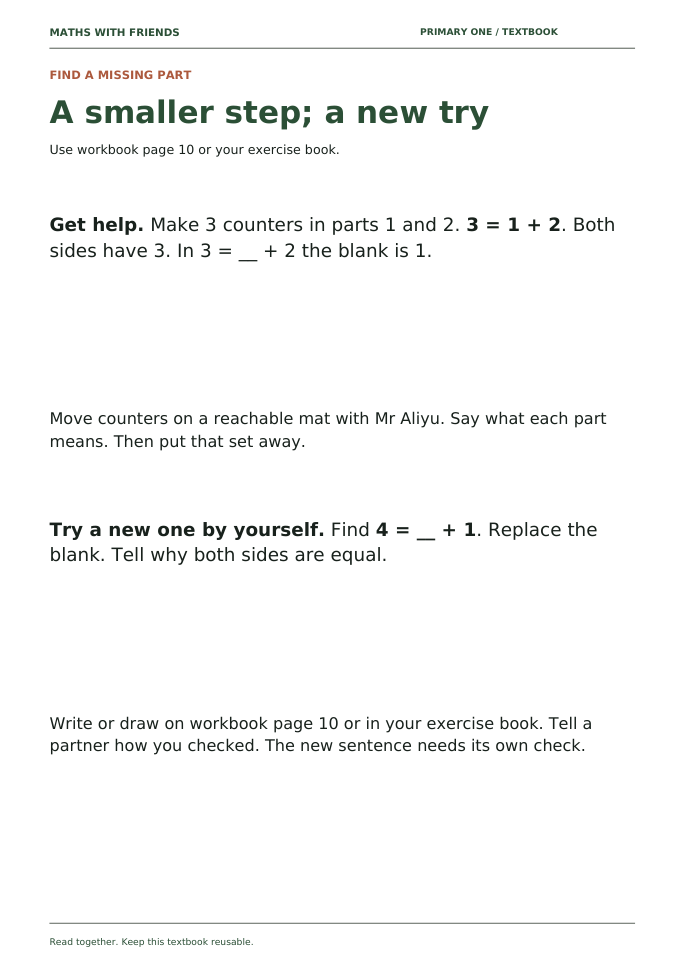 MATHS WITH FRIENDS
PRIMARY ONE / TEXTBOOK
FIND A MISSING PART
A smaller step; a new try
Use workbook page 10 or your exercise book.
Get help. Make 3 counters in parts 1 and 2. 3 = 1 + 2. Both
sides have 3. In 3 = __ + 2 the blank is 1.
Move counters on a reachable mat with Mr Aliyu. Say what each part
means. Then put that set away.
Try a new one by yourself. Find 4 = __ + 1. Replace the
blank. Tell why both sides are equal.
Write or draw on workbook page 10 or in your exercise book. Tell a
partner how you checked. The new sentence needs its own check.
Read together. Keep this textbook reusable.